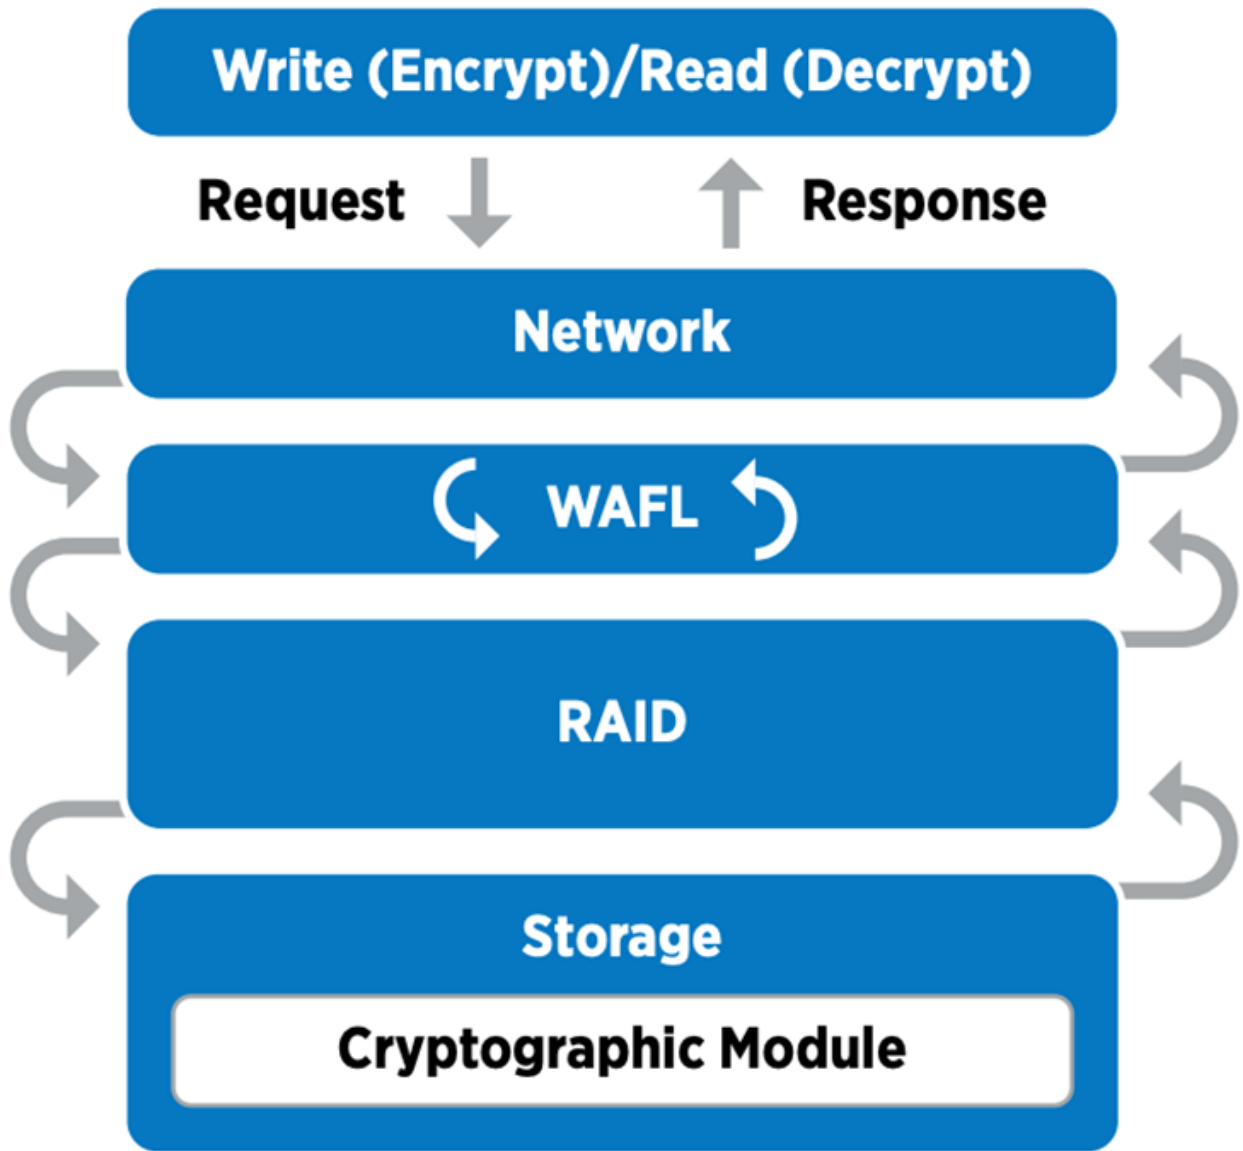 Write (Encrypt)/Read (Decrypt)
Request
Response
Network
WAFL
RAID
Storage
Cryptographic Module